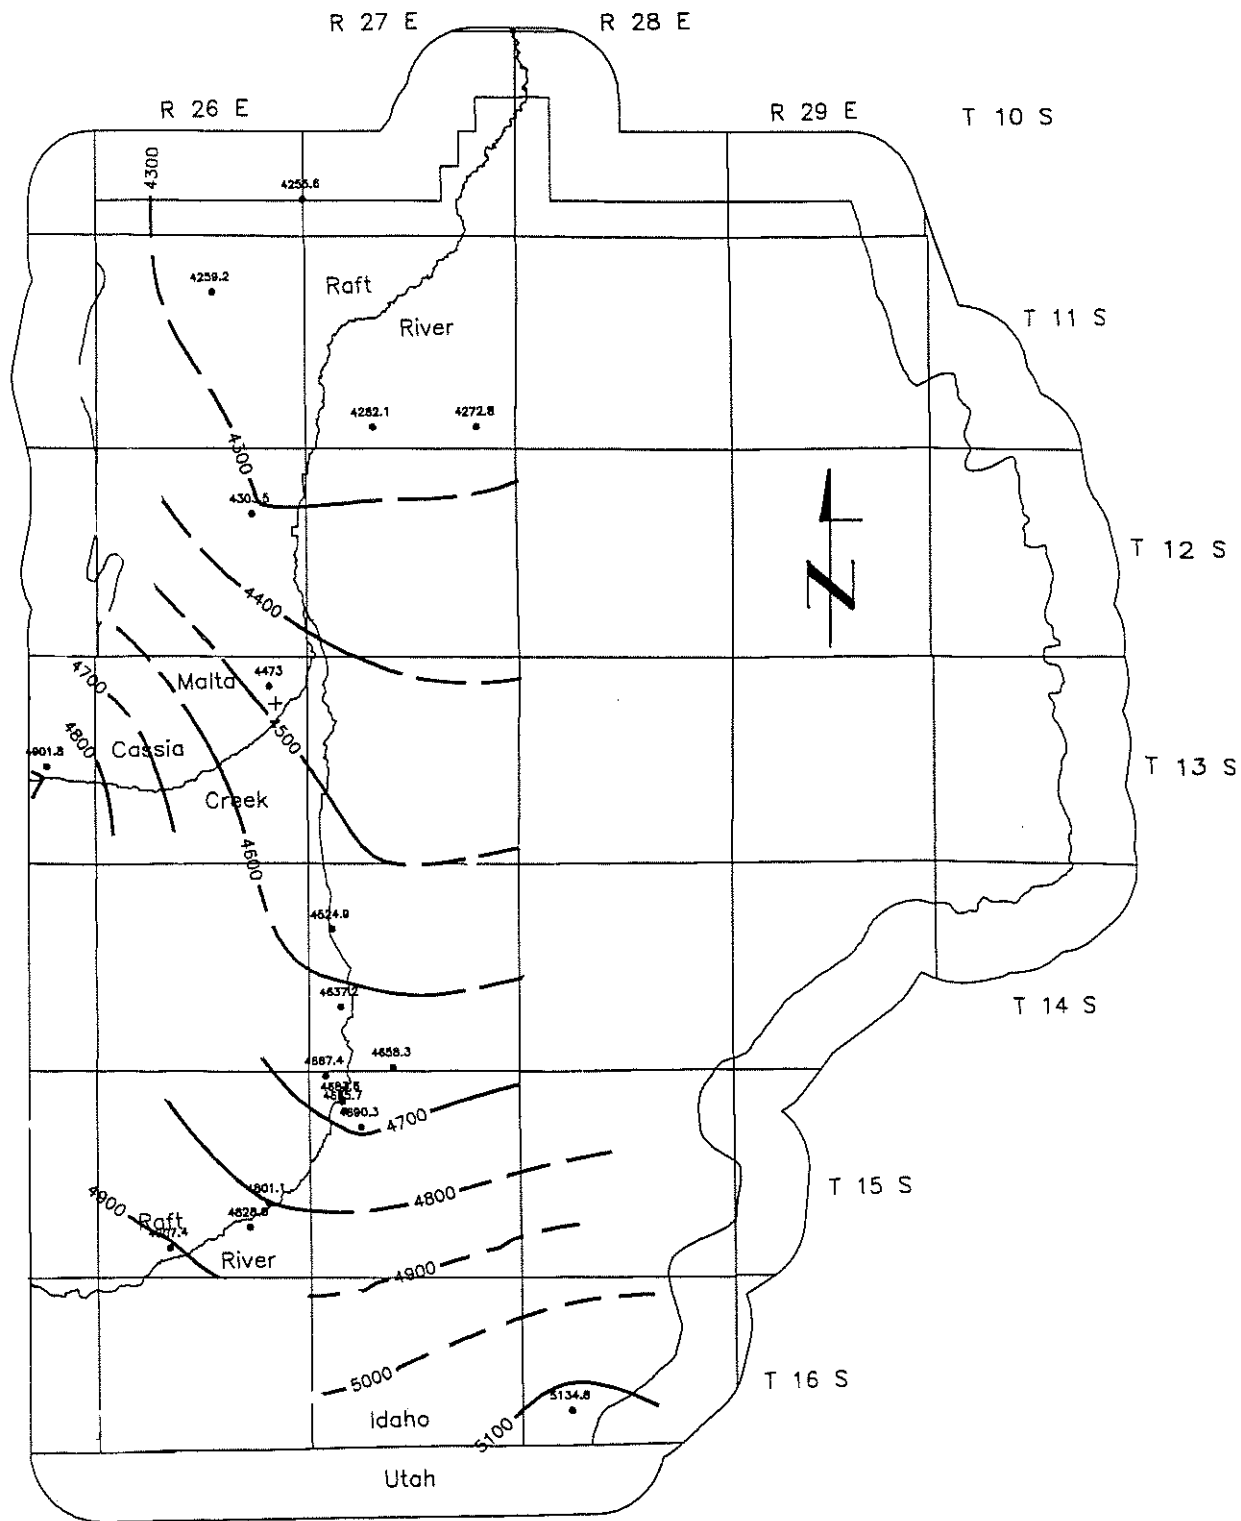 R 27 E
R 28 E
R 26 E
R 29 E
T 10 S
4300
4255.6
4259.2
Raft
River
T 11 S
4282.1
4272.8
4300
4303.5
N
T 12 S
4400
4700
Malta
4473
4800
Cassia
4500
4901.8
T 13 S
Creek
4600
4624.9
4637.2
T 14 S
4658.3
4687.4
4690.3
4700
4801.1
4800
4900
Raft
4828.8
T 15 S
River
4900
5000
T 16 S
5134.8
Idaho
5100
Utah